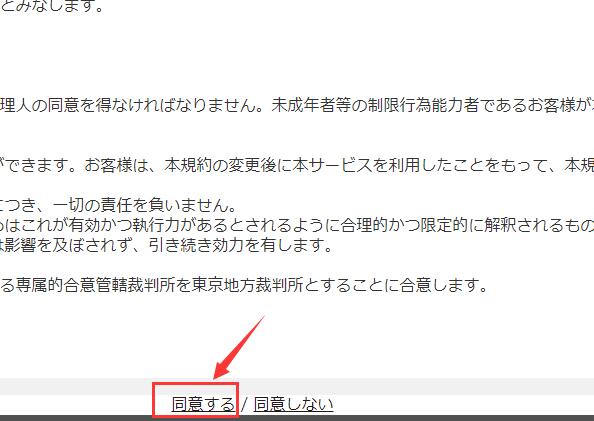 とみなします。
理人の同意を得なければなりません。未成年者等の制限行為能力者であるお客様が
ができます。お客様は、本規約の変更後に本サービスを利用したことをもって、本規
につき、一切の責任を負いません。
はこれが有効かつ執行力があるとされるように合理的かつ限定的に解釈されるもの
は影響を及ぼされず、引き続き効力を有します。
る専属的合意管轄裁判所を東京地方裁判所とすることに合意します。
同意する / 同意しない